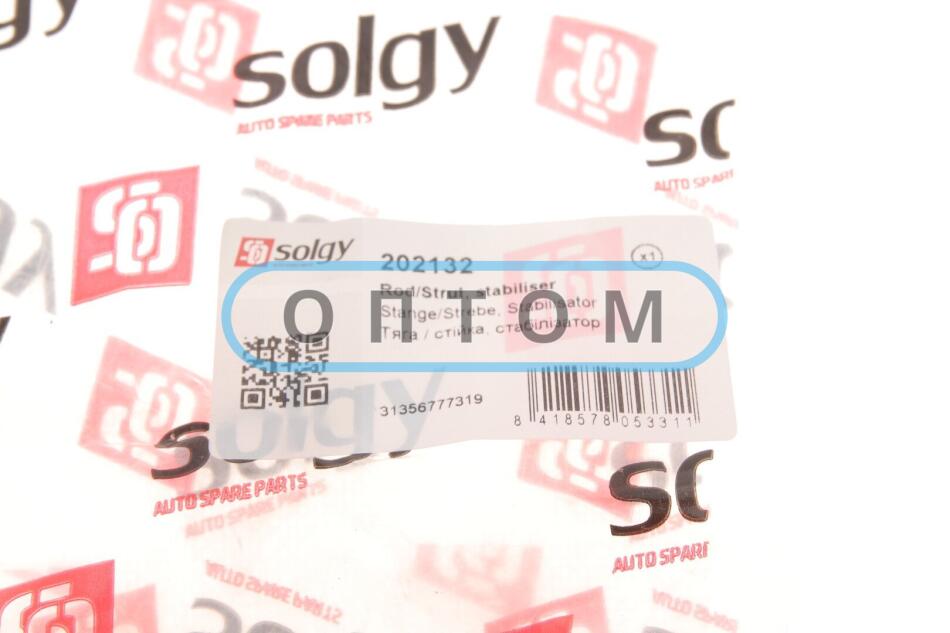 solgy
AUTO SPARE PARTS
so
AUTO SPAR
solgy
202132
x1
Rod/Strut, stabiliser
Stange/Strebe, Stabilisator
Тяга / стійка, стабілізатор
ОПТОМ
31356777319
8 418578 053311
solgy
AUTO SPARE PARTS
so
AUTO SPARE